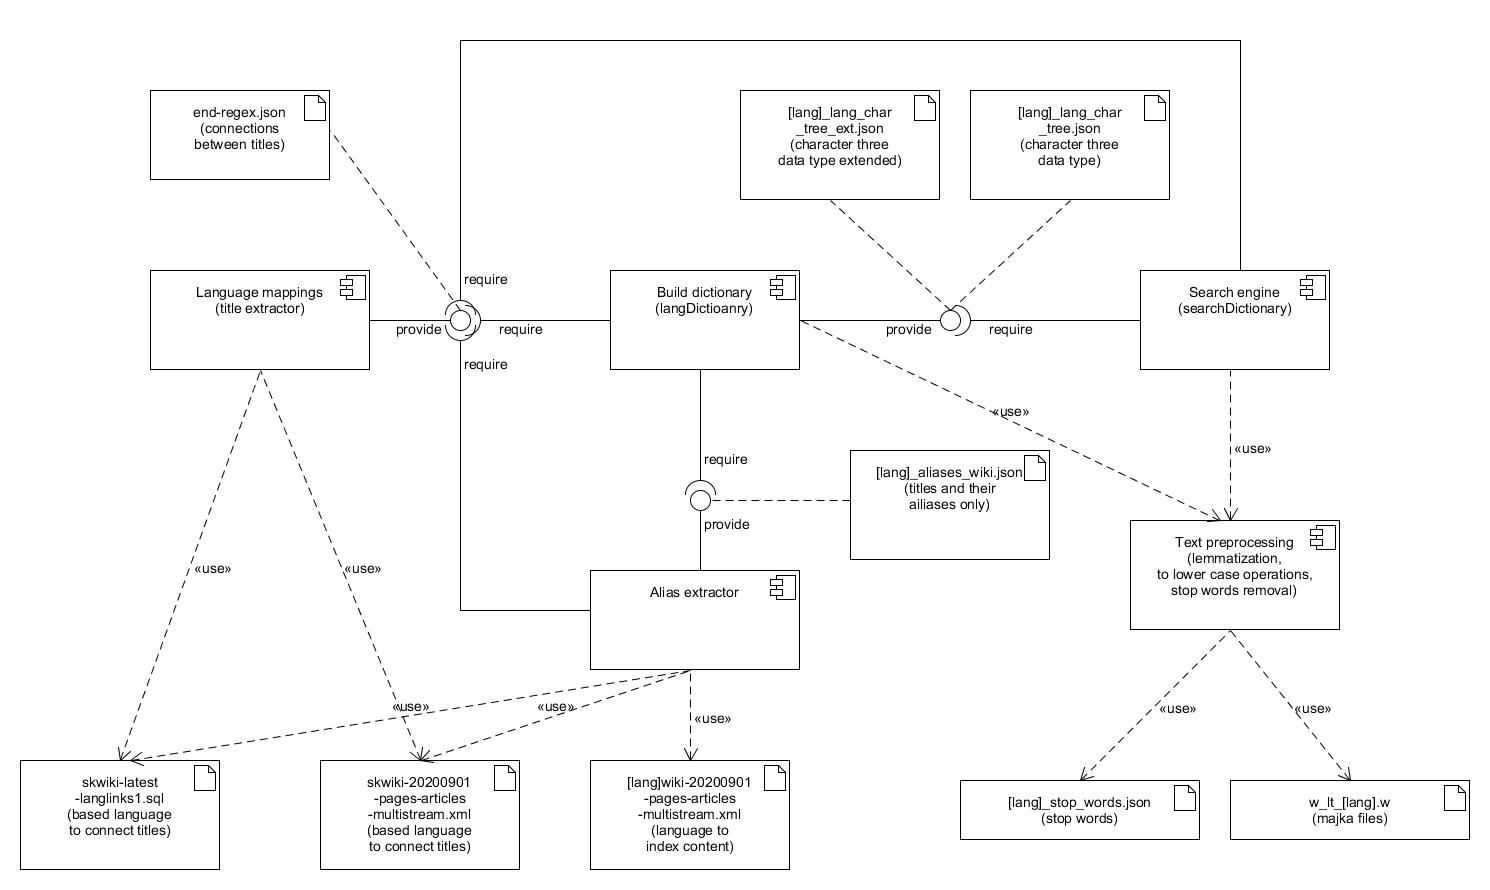 end-regex.json
(connections
between titles)
[lang]_lang_char
_tree_ext.json
(character three
data type extended)
[lang]_lang_char
_tree.json
(character three
data type)
require
Language mappings
(title extractor)
provide
require
Build dictionary
(langDictioanry)
provide
require
Search engine
(searchDictionary)
require
«use»
«use»
require
[lang]_aliases_wiki.json
(titles and their
ailiases only)
provide
Text preprocessing
(lemmatization,
to lower case operations,
stop words removal)
«use»
«use»
Alias extractor
«use»
«use»
«use»
«use»
«use»
skwiki-latest
-langlinks1.sql
(based language
to connect titles)
skwiki-20200901
-pages-articles
-multistream.xml
(based language
to connect titles)
[lang]wiki-20200901
-pages-articles
-multistream.xml
(language to
index content)
[lang]_stop_words.json
(stop words)
w_lt_[lang].w
(majka files)